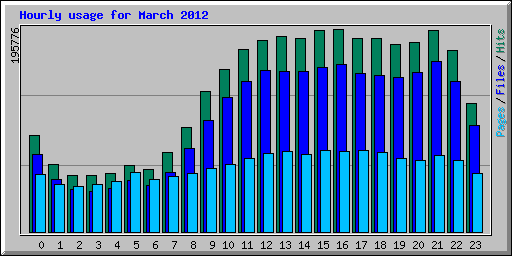 Hourly usage for March 2012
195776
Pages / Files / Hits
0 1 2 3 4 5 6 7 8 9 10 11 12 13 14 15 16 17 18 19 20 21 22 23